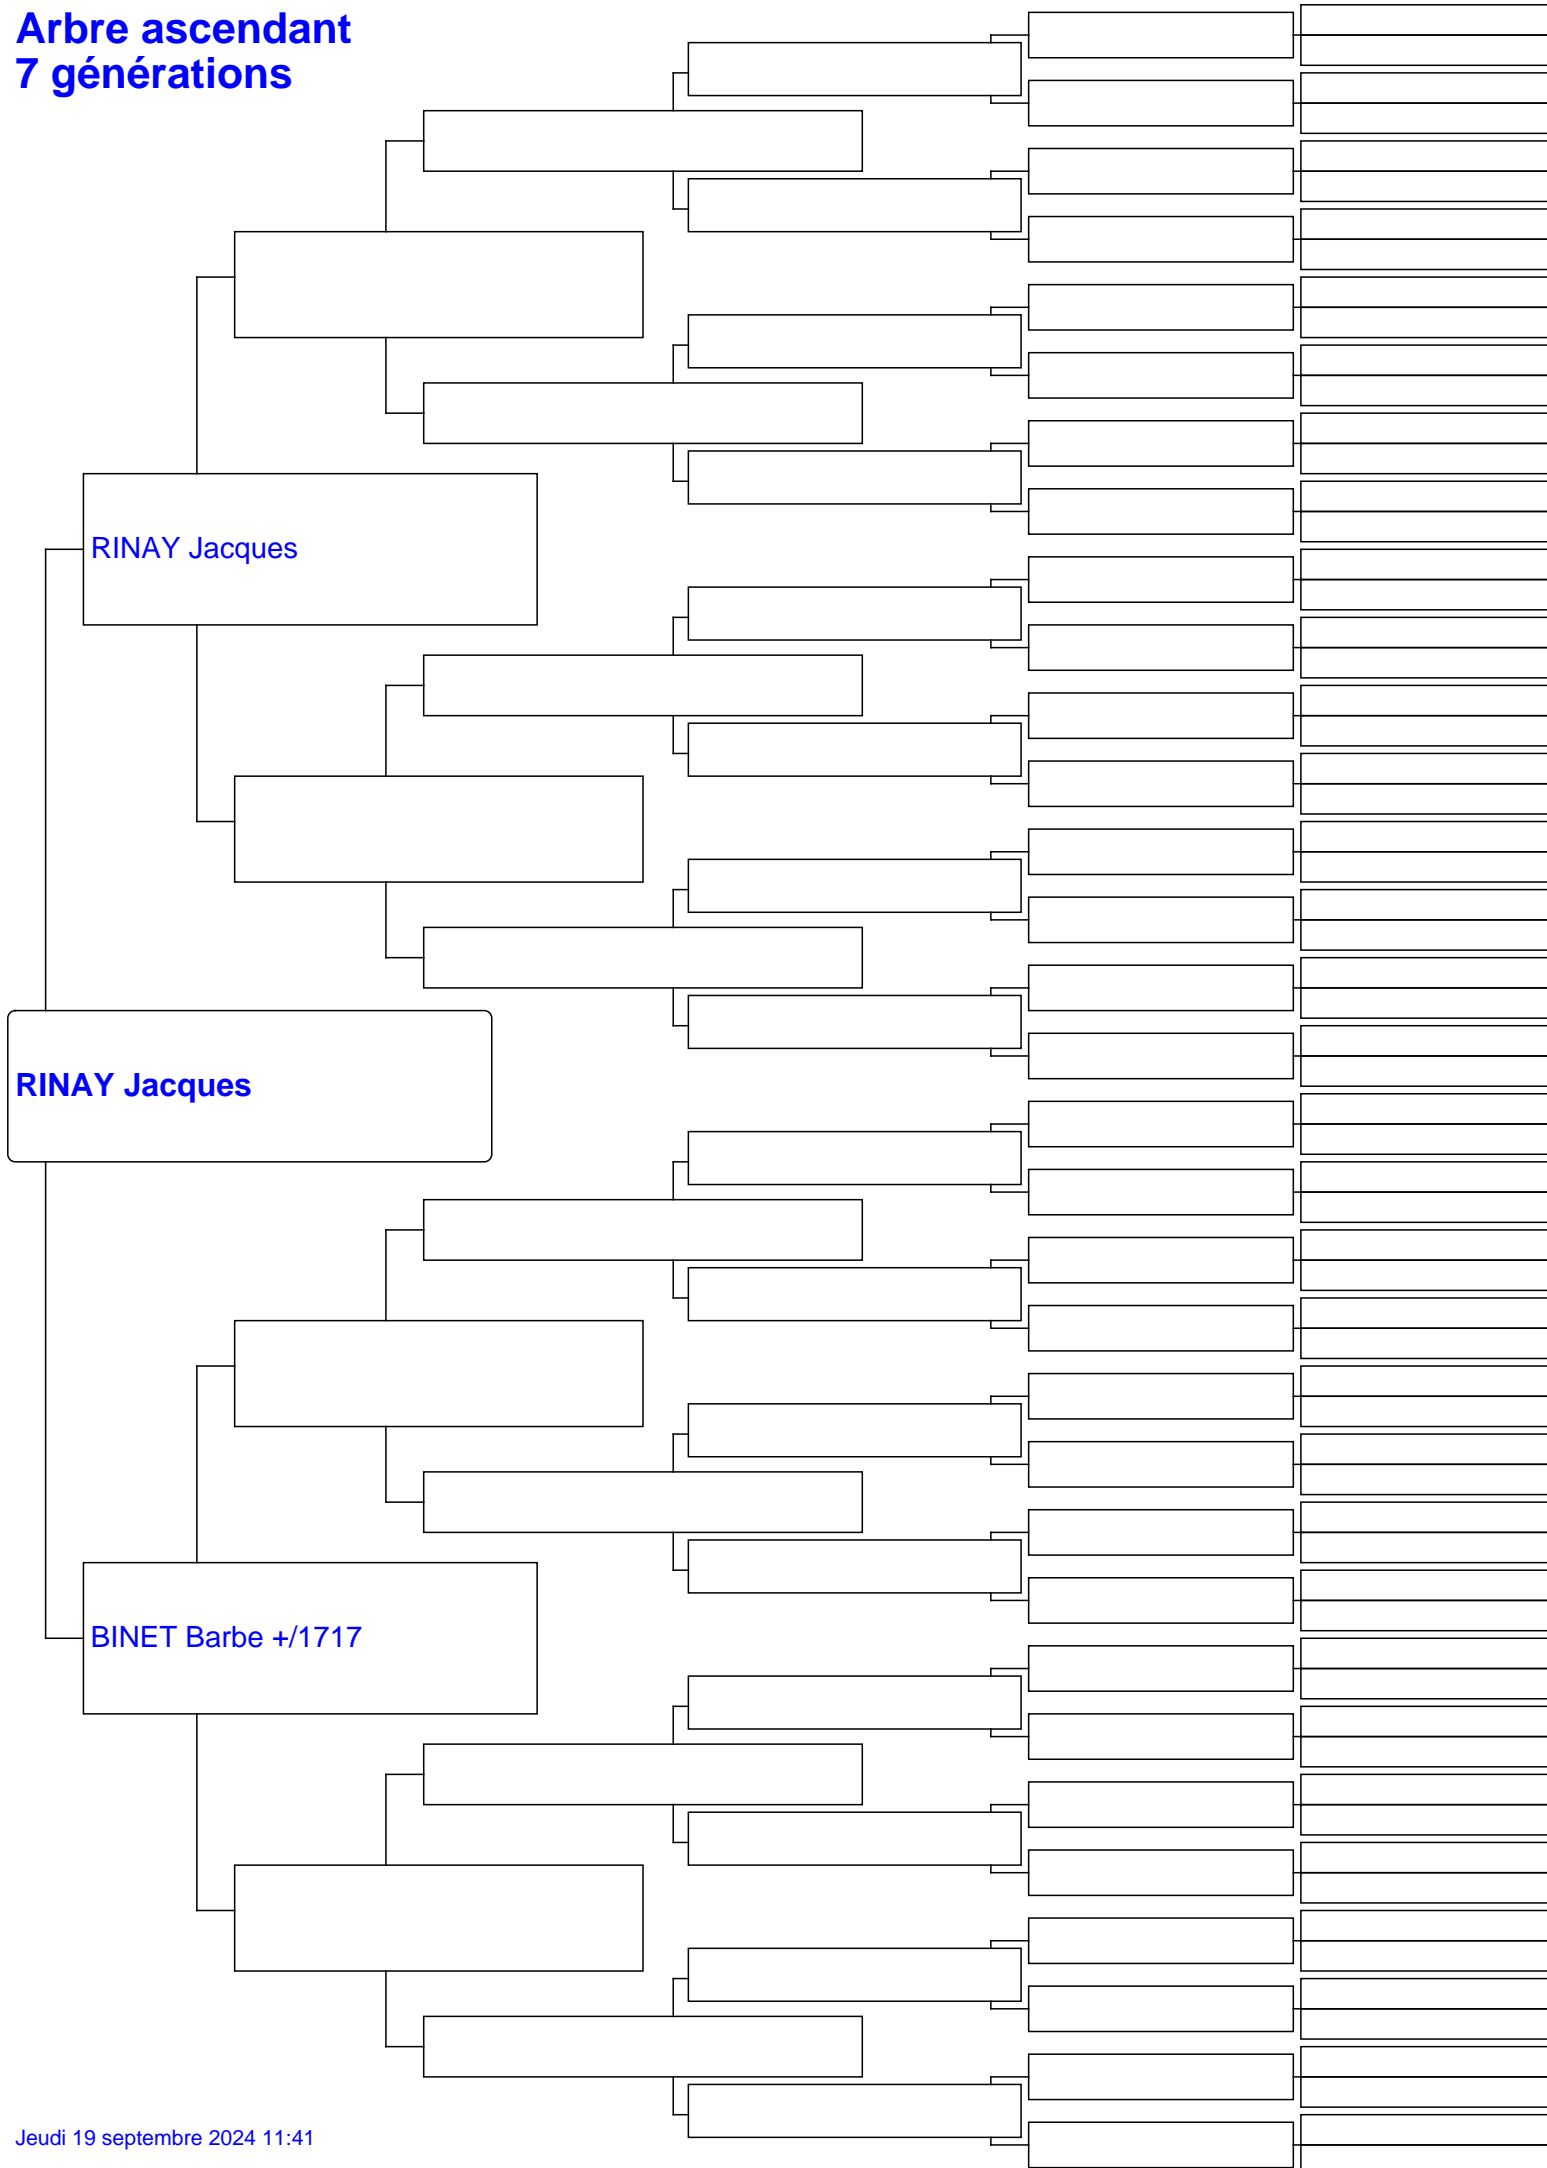 Arbre ascendant
7 générations
RINAY Jacques
RINAY Jacques
BINET Barbe +/1717
Jeudi 19 septembre 2024 11:41